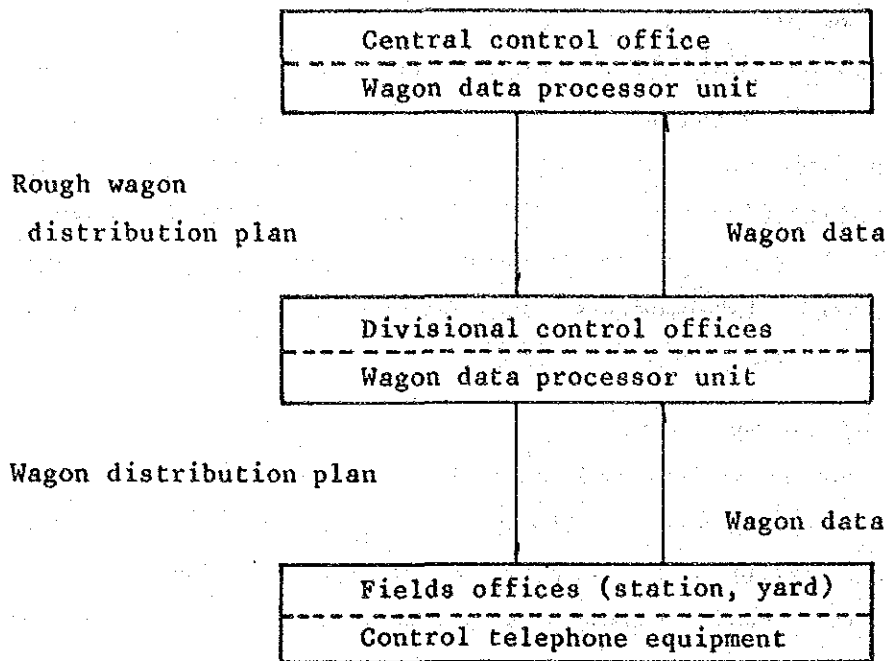 Central control office
Wagon data processor unit
Rough wagon
distribution plan
Wagon data
Divisional control offices
Wagon data processor unit
Wagon distribution plan
Wagon data
Fields offices (station, yard)
Control telephone equipment